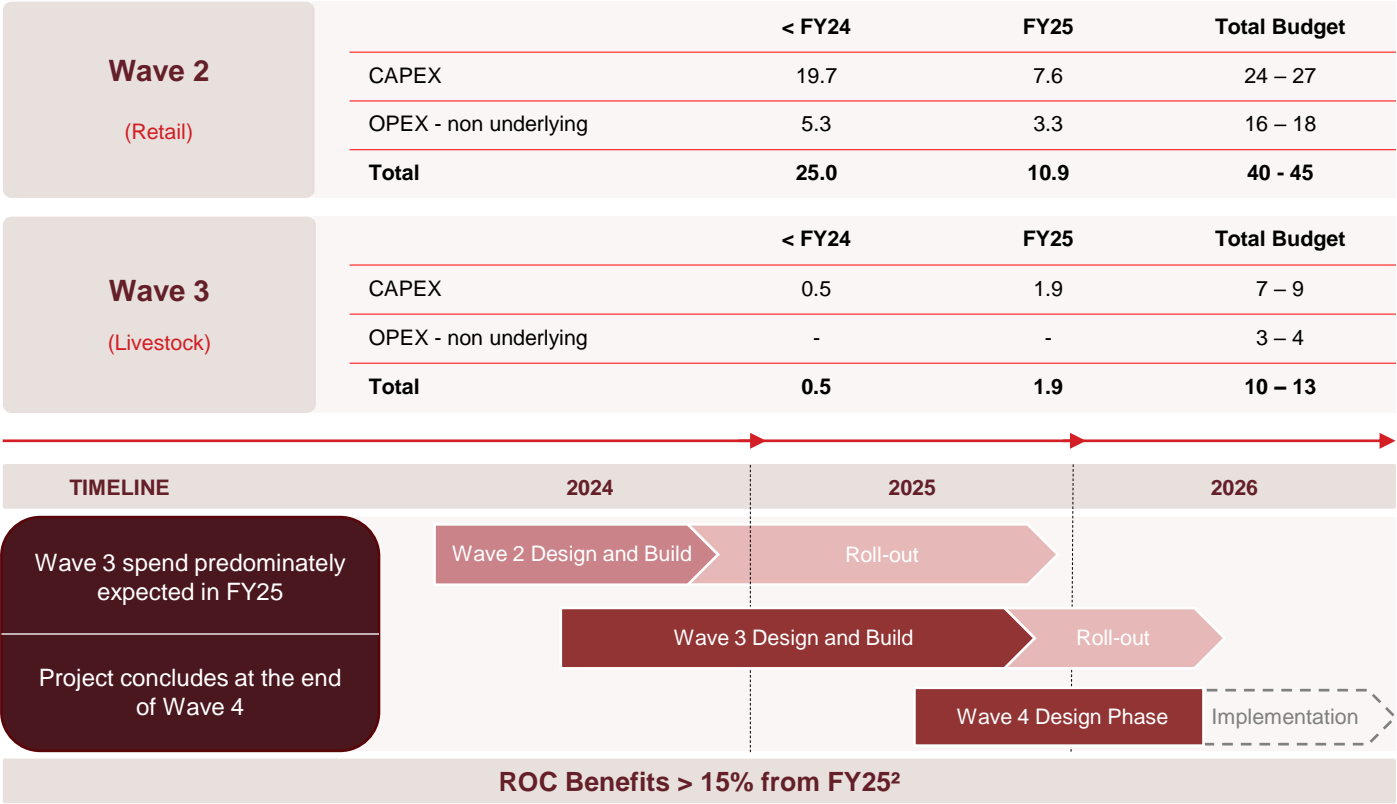 < FY24 FY25 Total Budget
Wave 2
(Retail)
CAPEX 19.7 7.6 24 – 27
OPEX - non underlying 5.3 3.3 16 – 18
Total 25.0 10.9 40 - 45
< FY24 FY25 Total Budget
Wave 3
(Livestock)
CAPEX 0.5 1.9 7 – 9
OPEX - non underlying - - 3 – 4
Total 0.5 1.9 10 – 13
TIMELINE 2024 2025 2026
Wave 3 spend predominately
expected in FY25
Project concludes at the end
of Wave 4
Wave 2 Design and Build Roll-out
Wave 3 Design and Build Roll-out
Wave 4 Design Phase Implementation
ROC Benefits > 15% from FY25²